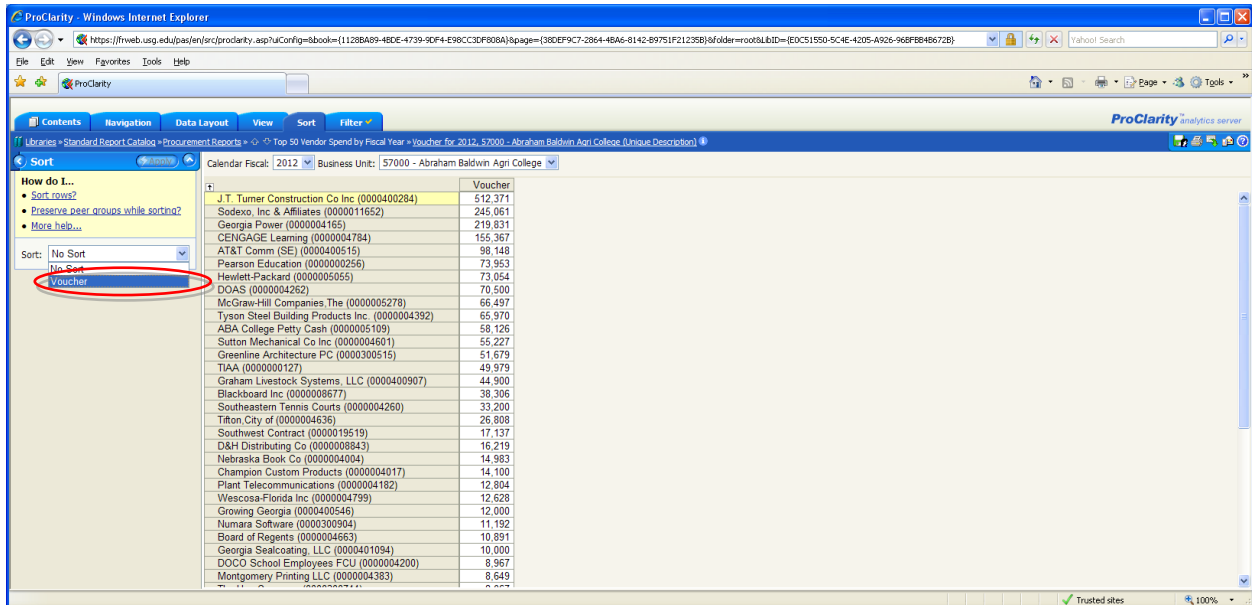 ProClarity - Windows Internet Explorer
https://frweb.usg.edu/pas/en/src/proclarity.asp?uiConfig=&book={1128BA89-4BDE-4739-9DF4-E98CC3DF808A}&page={38DEF9C7-2864-4BA6-8142-B9751F21235B}&folder=root&LibID={E0C51550-5C4E-4205-A926-96BFBB4B672B}
Yahoo! Search
File Edit View Favorites Tools Help
ProClarity
Page Tools
Contents Navigation Data Layout View Sort Filter
ProClarity analytics server
Libraries » Standard Report Catalog » Procurement Reports » Top 50 Vendor Spend by Fiscal Year » Voucher for 2012, 57000 - Abraham Baldwin Agri College (Unique Description)
Sort Apply
Calendar Fiscal: 2012 Business Unit: 57000 - Abraham Baldwin Agri College
How do I...
Sort rows?
Preserve peer groups while sorting?
More help...
Sort: No Sort
No Sort
Voucher
Voucher
J.T. Turner Construction Co Inc (0000400284) 512,371
Sodexo, Inc & Affiliates (0000011652) 245,061
Georgia Power (0000004165) 219,831
CENGAGE Learning (0000004784) 155,367
AT&T Comm (SE) (0000400515) 98,148
Pearson Education (0000000256) 73,953
Hewlett-Packard (0000005055) 73,054
DOAS (0000004262) 70,500
McGraw-Hill Companies,The (0000005278) 66,497
Tyson Steel Building Products Inc. (0000004392) 65,970
ABA College Petty Cash (0000005109) 58,126
Sutton Mechanical Co Inc (0000004601) 55,227
Greenline Architecture PC (0000300515) 51,679
TIAA (0000000127) 49,979
Graham Livestock Systems, LLC (0000400907) 44,900
Blackboard Inc (0000008677) 38,306
Southeastern Tennis Courts (0000004260) 33,200
Tifton,City of (0000004636) 26,808
Southwest Contract (0000019519) 17,137
D&H Distributing Co (0000008843) 16,219
Nebraska Book Co (0000004004) 14,983
Champion Custom Products (0000004017) 14,100
Plant Telecommunications (0000004182) 12,804
Wescosa-Florida Inc (0000004799) 12,628
Growing Georgia (0000400546) 12,000
Numara Software (0000300904) 11,192
Board of Regents (0000004663) 10,891
Georgia Sealcoating, LLC (0000401094) 10,000
DOCO School Employees FCU (0000004200) 8,967
Montgomery Printing LLC (0000004383) 8,649
Trusted sites 100%